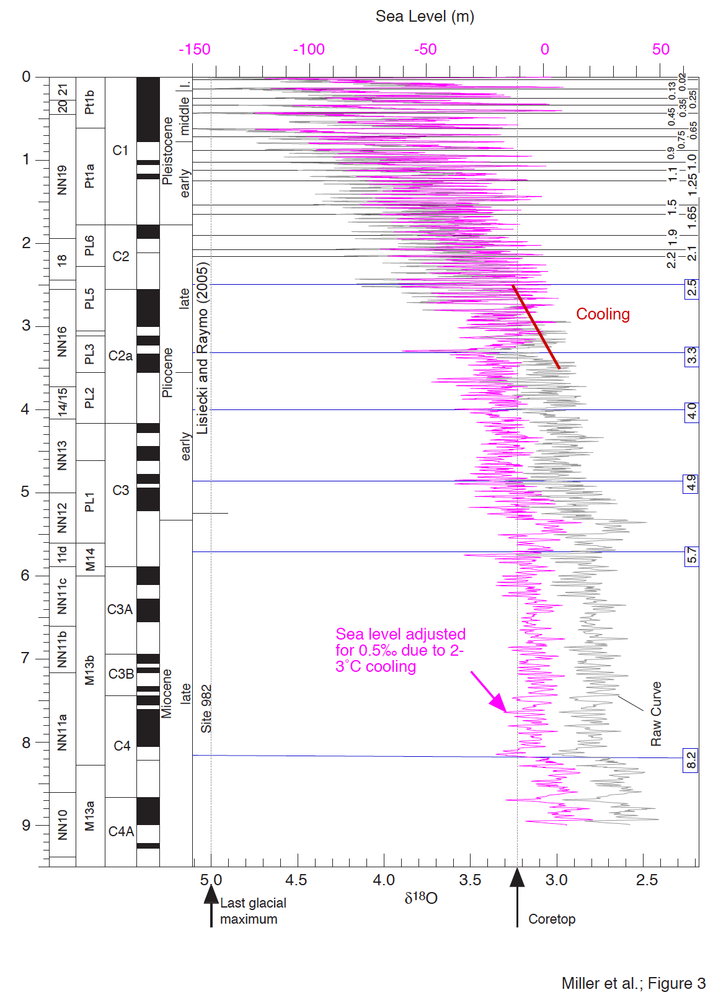 Sea Level (m)
-150 -100 -50 0 50
0
1
2
3
4
5
6
7
8
9
20 21
NN19
18
NN16
14/15
NN13
NN12
11d
NN11c
NN11b
NN11a
NN10
Pt1b
Pt1a
PL6
PL5
PL3
PL2
PL1
M14
M13b
M13a
C1
C2
C2a
C3
C3A
C3B
C4
C4A
Pleistocene
Pliocene
Miocene
l.
middle
early
late
early
late
Lisiecki and Raymo (2005)
Site 982
0.13 0.02
0.25
0.45 0.35
0.65
0.75
0.9
1.0
1.1
1.25
1.5
1.65
1.9
2.1
2.2
2.5
3.3
4.0
4.9
5.7
8.2
Cooling
Sea level adjusted
for 0.5‰ due to 2-
3˚C cooling
Raw Curve
5.0 4.5 4.0 3.5 3.0 2.5
δ18O
Last glacial
maximum
Coretop
Miller et al.; Figure 3